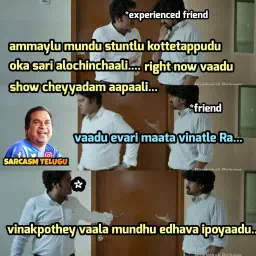 *experienced friend
ammaylu mundu stuntlu kottetappudu
oka sari alochinchaali.... right now vaadu
show cheyyadam aapaali...
*friend
vaadu evari maata vinatle Ra...
SARCASM TELUGU
vinakpothey vaala mundhu edhava ipoyaadu..